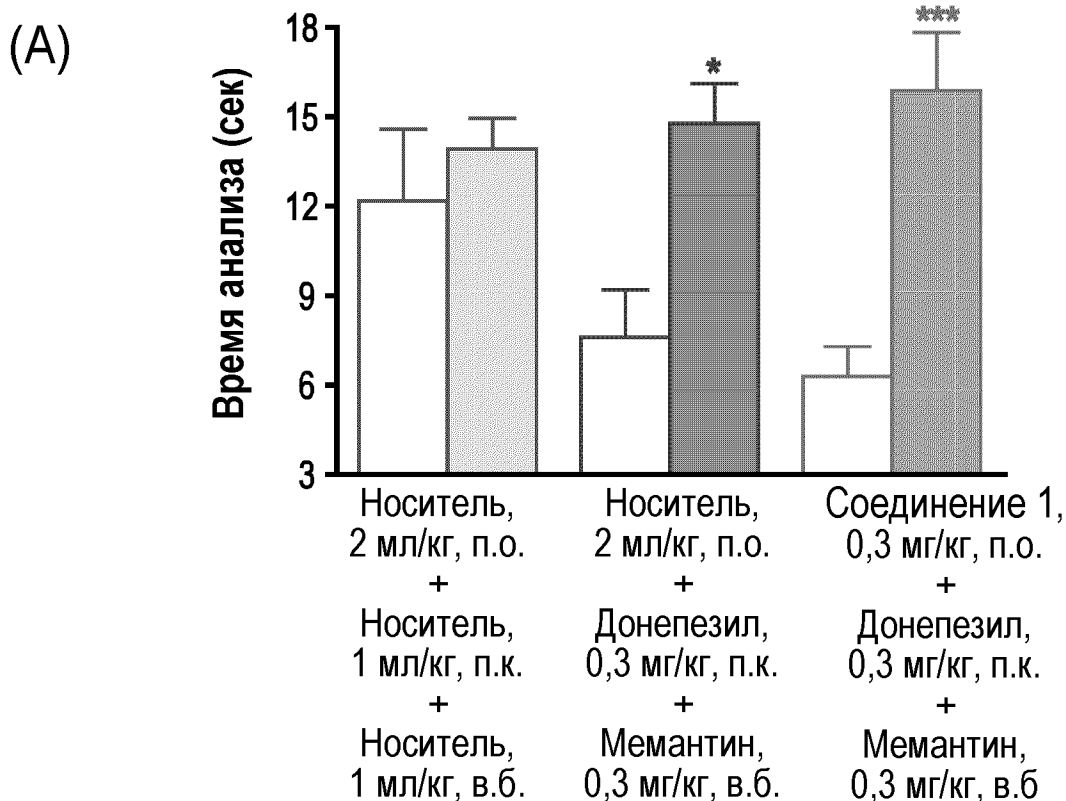 (A)
Время анализа (сек)
18
15
12
9
6
3
*
***
Носитель,
2 мл/кг, п.о.
+
Носитель,
1 мл/кг, п.к.
+
Носитель,
1 мл/кг, в.б.
Носитель,
2 мл/кг, п.о.
+
Донепезил,
0,3 мг/кг, п.к.
+
Мемантин,
0,3 мг/кг, в.б.
Соединение 1,
0,3 мг/кг, п.о.
+
Донепезил,
0,3 мг/кг, п.к.
+
Мемантин,
0,3 мг/кг, в.б